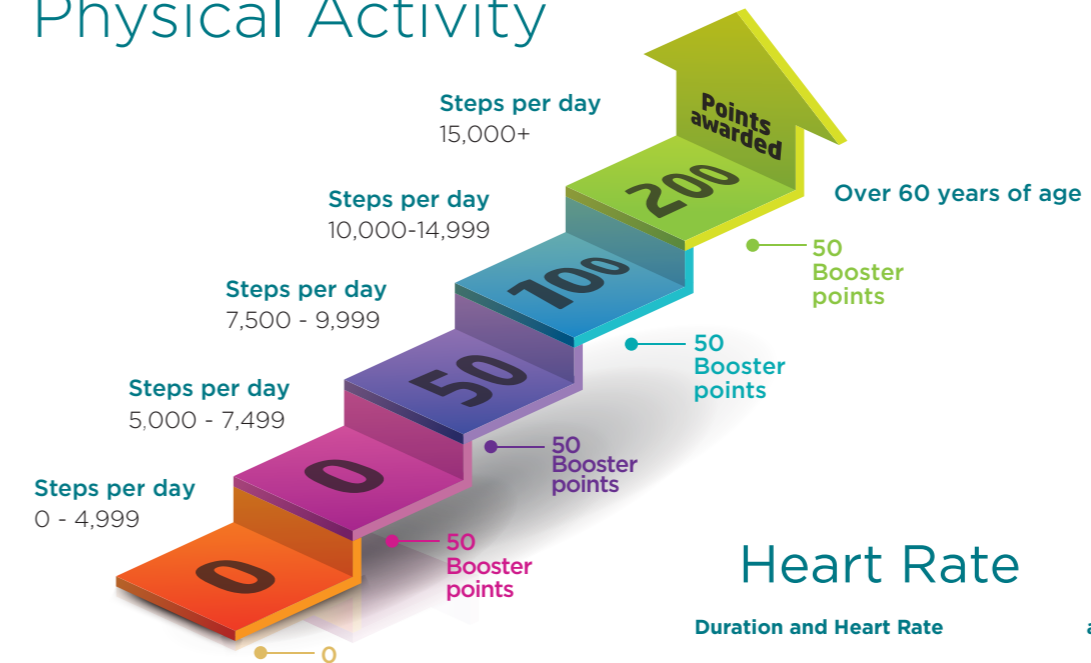 Physical Activity
Steps per day
15,000+
Points
awarded
200
Over 60 years of age
50
Booster
points
Steps per day
10,000-14,999
100
50
Booster
points
Steps per day
7,500 - 9,999
50
50
Booster
points
Steps per day
5,000 - 7,499
0
50
Booster
points
Steps per day
0 - 4,999
0
0
Heart Rate
Duration and Heart Rate